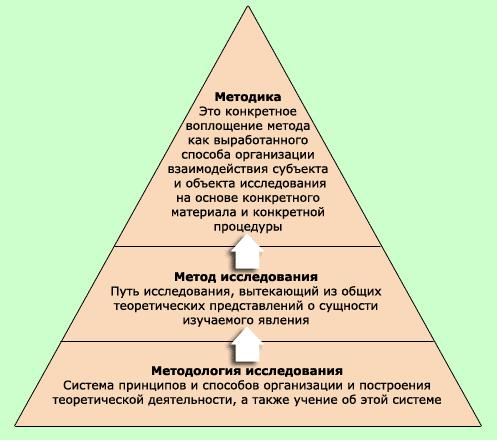 Методика
Это конкретное
воплощение метода
как выработанного
способа организации
взаимодействия субъекта
и объекта исследования
на основе конкретного
материала и конкретной
процедуры
Метод исследования
Путь исследования, вытекающий из общих
теоретических представлений о сущности
изучаемого явления
Методология исследования
Система принципов и способов организации и построения
теоретической деятельности, а также учение об этой системе